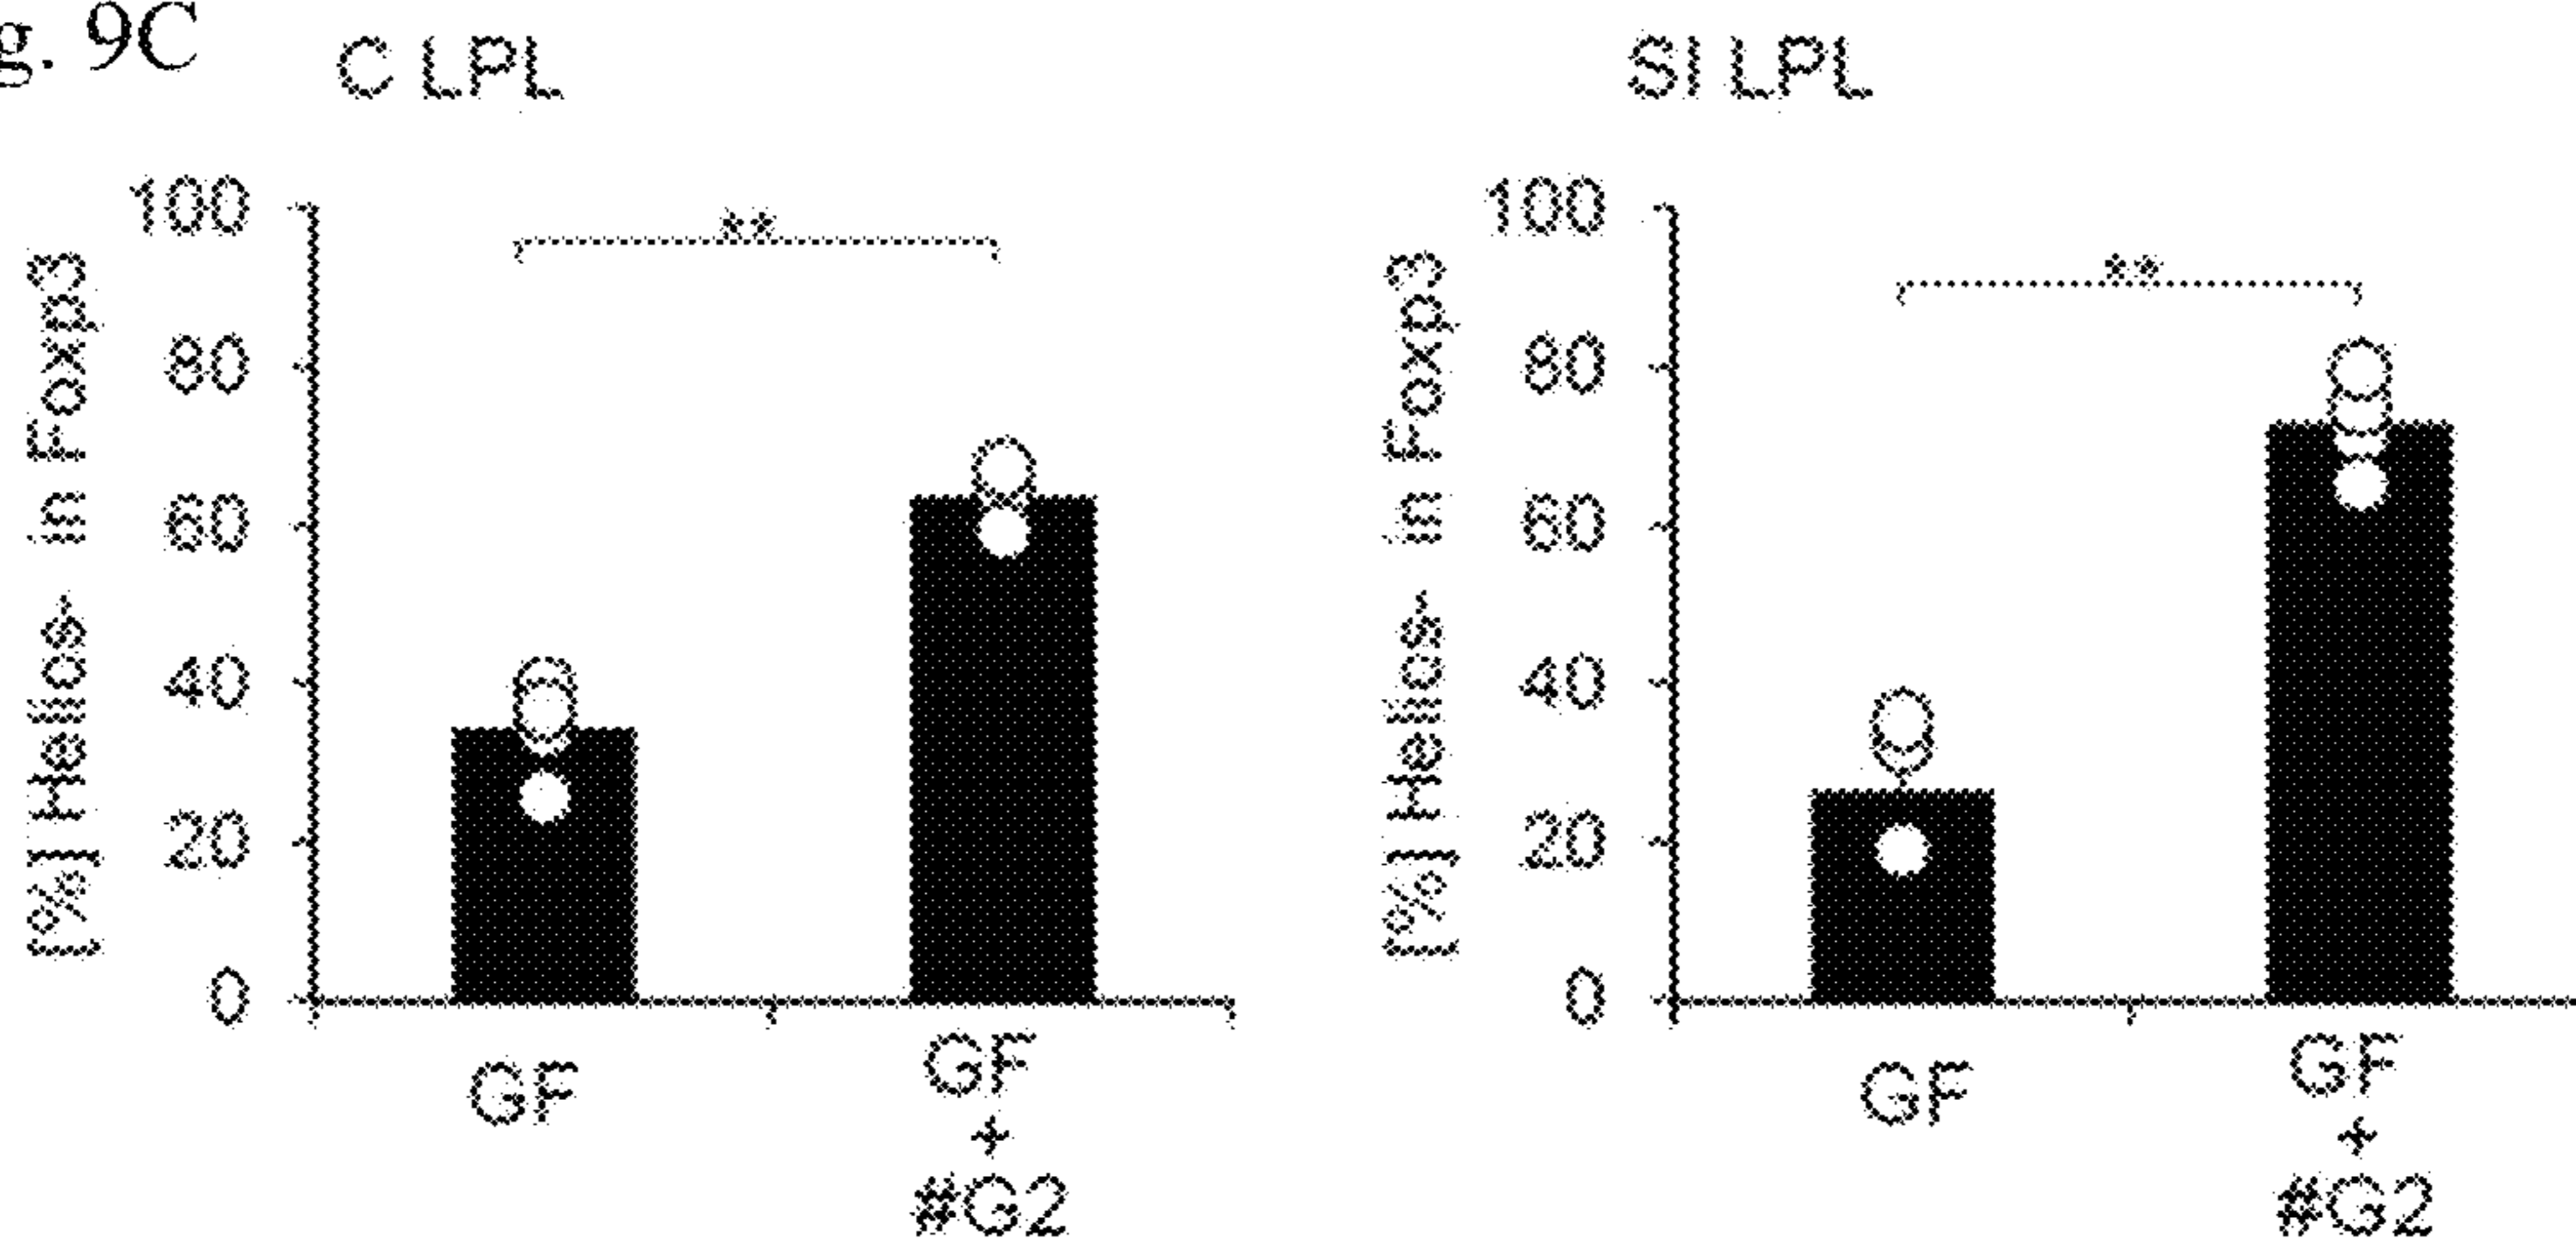 g. 9C
C LPL
[%] Helios- in Foxp3
100
80
60
40
20
0
**
GF
GF
+
#G2
SI LPL
[%] Helios- in Foxp3
100
80
60
40
20
0
**
GF
GF
+
#G2